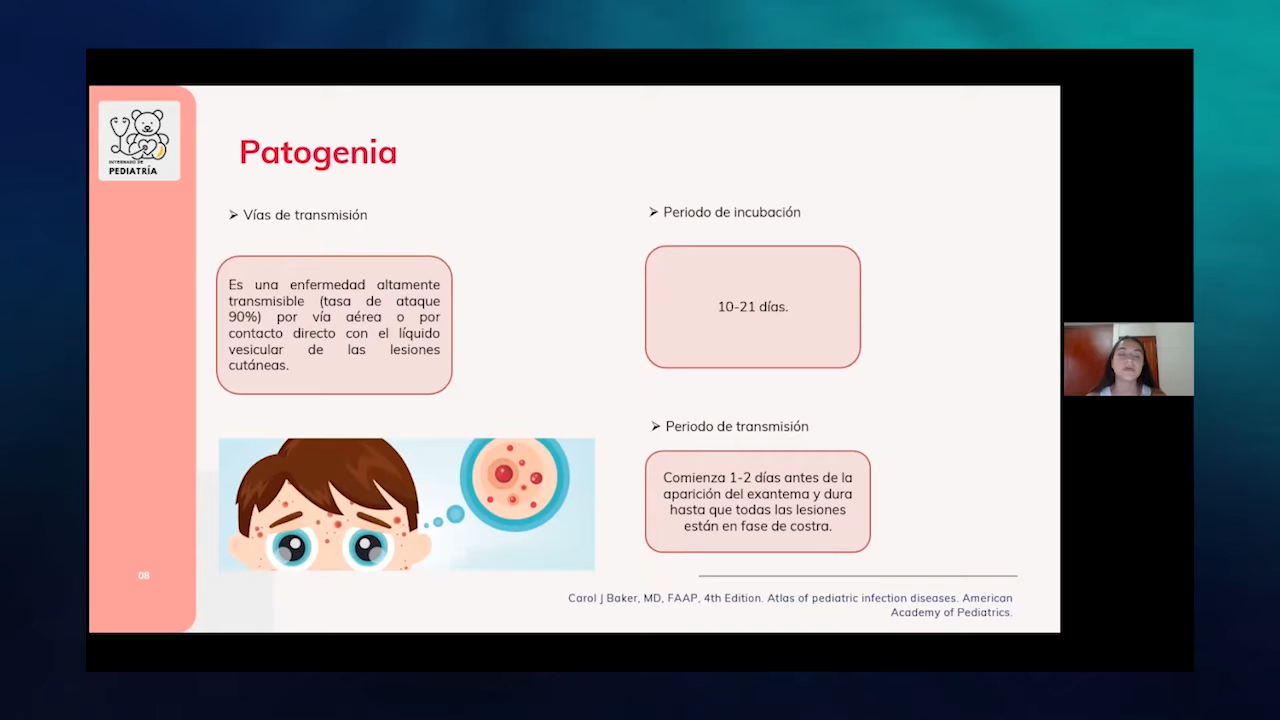 INTERNADO DE
PEDIATRÍA
Patogenia
➢ Vías de transmisión
Es una enfermedad altamente
transmisible (tasa de ataque
90%) por vía aérea o por
contacto directo con el líquido
vesicular de las lesiones
cutáneas.
➢ Periodo de incubación
10-21 días.
➢ Periodo de transmisión
Comienza 1-2 días antes de la
aparición del exantema y dura
hasta que todas las lesiones
están en fase de costra.
08
Carol J Baker, MD, FAAP, 4th Edition. Atlas of pediatric infection diseases. American
Academy of Pediatrics.